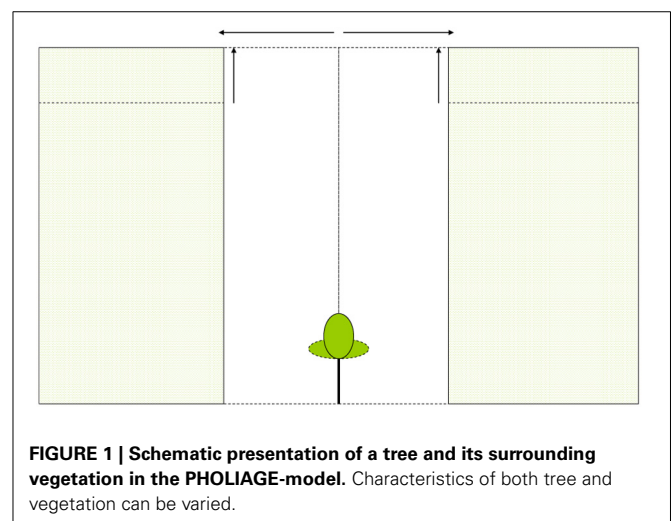 FIGURE 1 | Schematic presentation of a tree and its surrounding
vegetation in the PHOLIAGE-model. Characteristics of both tree and
vegetation can be varied.